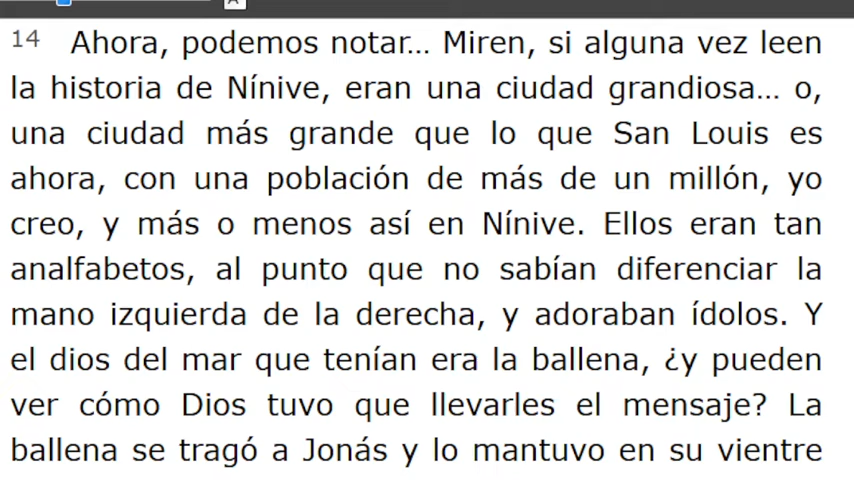 14 Ahora, podemos notar... Miren, si alguna vez leen
la historia de Nínive, eran una ciudad grandiosa... o,
una ciudad más grande que lo que San Louis es
ahora, con una población de más de un millón, yo
creo, y más o menos así en Nínive. Ellos eran tan
analfabetos, al punto que no sabían diferenciar la
mano izquierda de la derecha, y adoraban ídolos. Y
el dios del mar que tenían era la ballena, ¿y pueden
ver cómo Dios tuvo que llevarles el mensaje? La
ballena se tragó a Jonás y lo mantuvo en su vientre